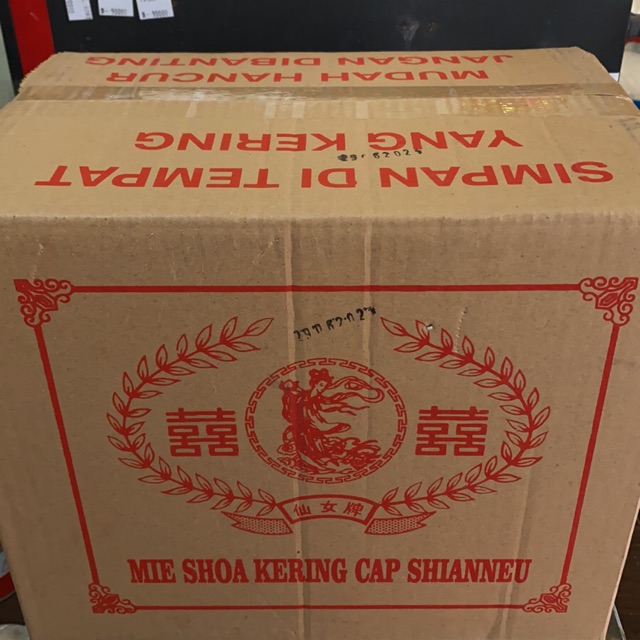 JANGAN DIBANTING
MUDAH HANCUR
YANG KERING
SIMPAN DI TEMPAT
囍 囍
仙女牌
MIE SHOA KERING CAP SHIANNEU